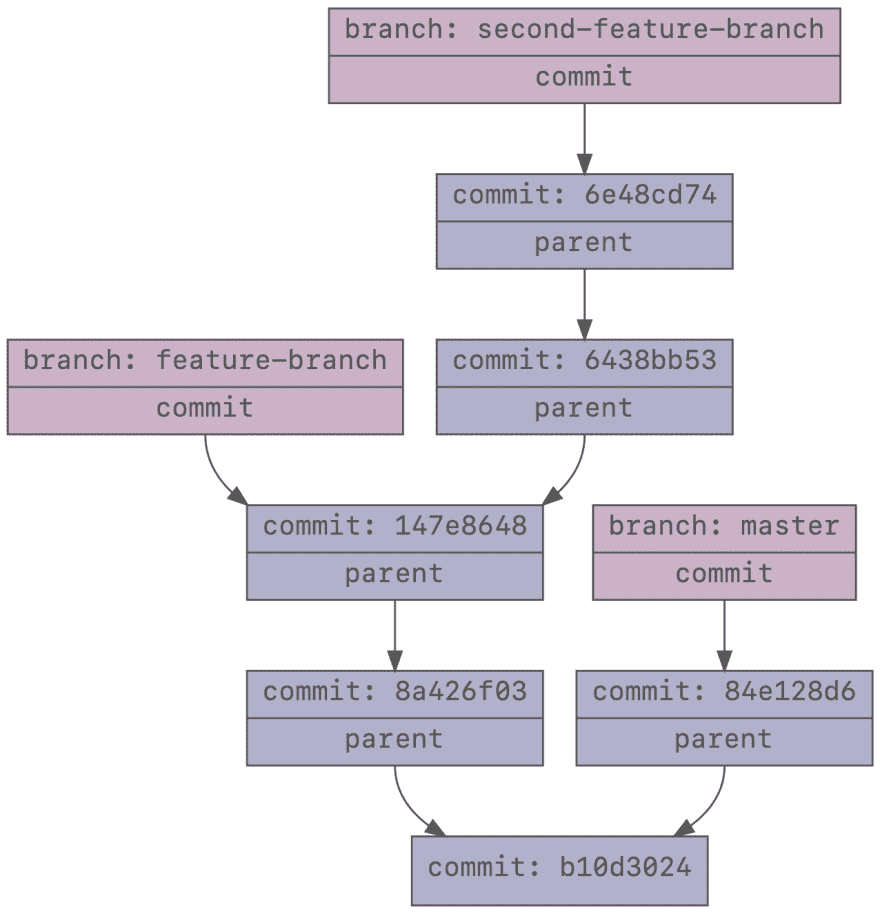 branch: second-feature-branch
commit
commit: 6e48cd74
parent
branch: feature-branch
commit
commit: 6438bb53
parent
commit: 147e8648
parent
branch: master
commit
commit: 8a426f03
parent
commit: 84e128d6
parent
commit: b10d3024